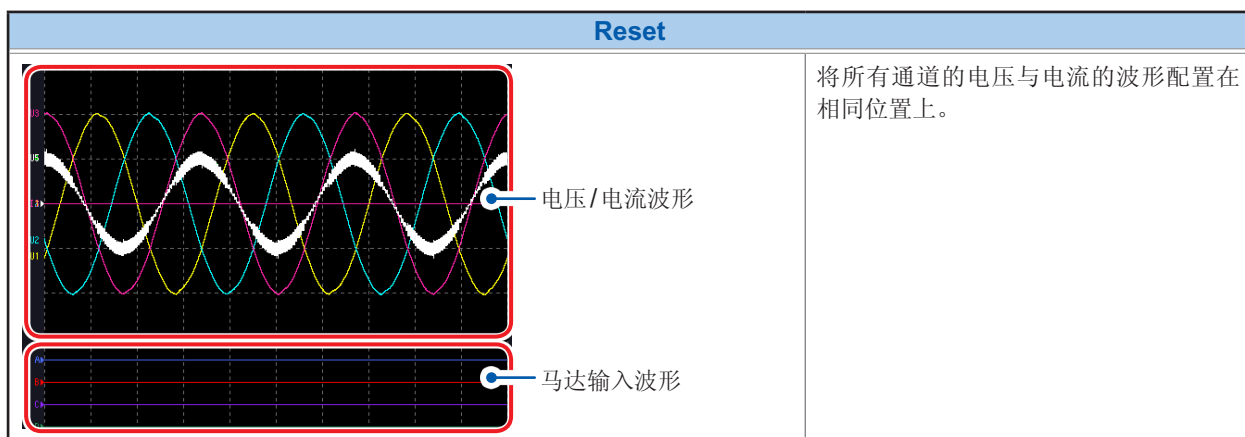 Reset
将所有通道的电压与电流的波形配置在
相同位置上。
U3
U5
电压/电流波形
U2
U1
A
B
马达输入波形
C